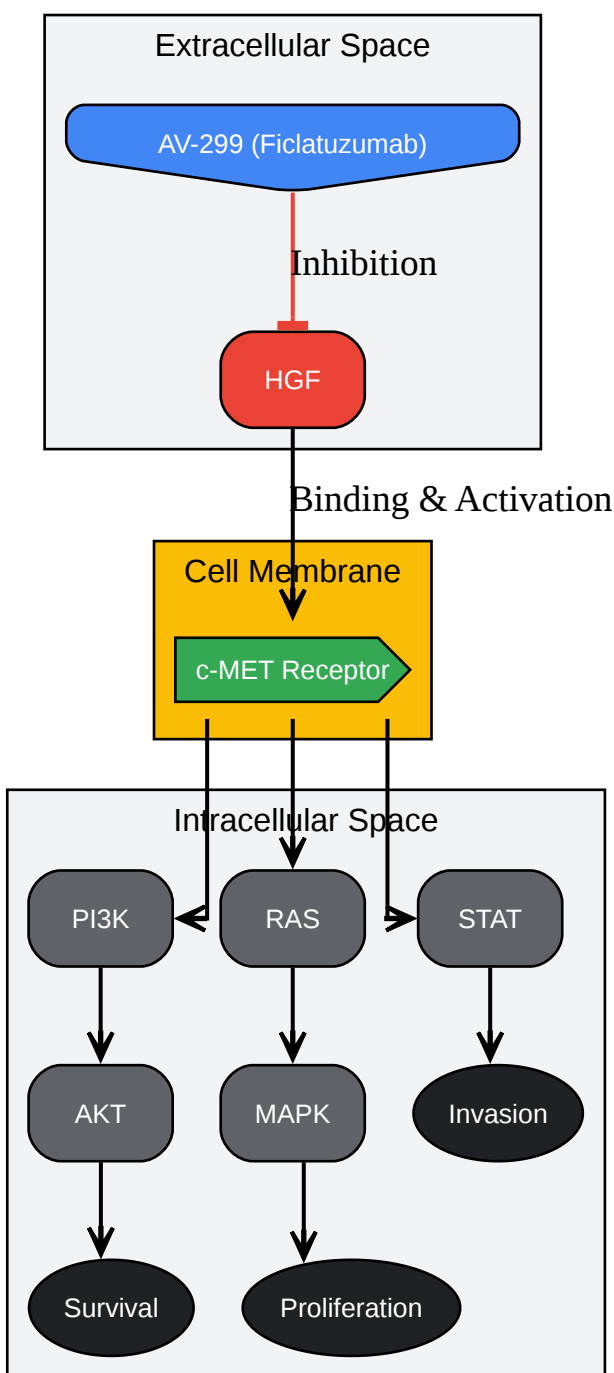 Extracellular Space
AV-299 (Ficlatuzumab)
Inhibition
HGF
Binding & Activation
Cell Membrane
c-MET Receptor
Intracellular Space
PI3K
RAS
STAT
AKT
MAPK
Invasion
Survival
Proliferation